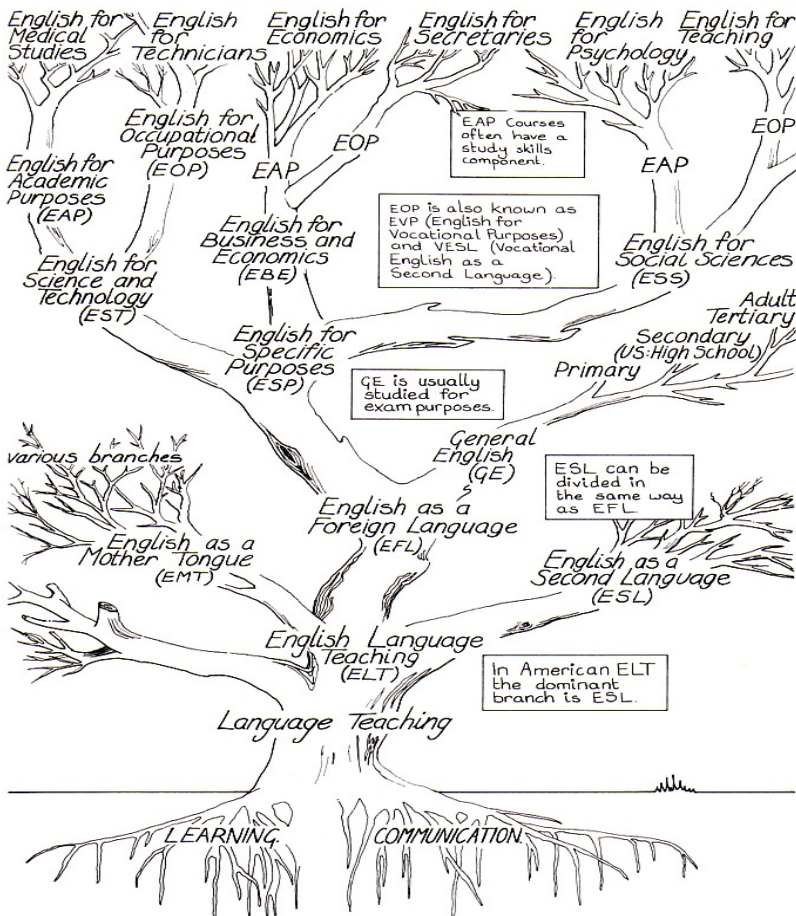 English for
Medical
Studies
English
for
Technicians
English for
Economics
English for
Secretaries
English
for
Psychology
English for
Teaching
English for
Occupational
Purposes
(EOP)
English for
Academic
Purposes
(EAP)
EAP
EOP
EAP Courses
often have a
study skills
component.
EAP
EOP
EOP is also known as
EVP (English for
Vocational Purposes)
and VESL (Vocational
English as a
Second Language).
English for
Business and
Economics
(EBE)
English for
Social Sciences
(ESS)
English for
Science and
Technology
(EST)
Adult
Tertiary
Secondary
(US:High School)
Primary
English for
Specific
Purposes
(ESP)
GE is usually
studied for
exam purposes.
General
English
(GE)
various branches
ESL can be
divided in
the same way
as EFL.
English as a
Foreign Language
(EFL)
English as a
Mother Tongue
(EMT)
English as a
Second Language
(ESL)
English Language
Teaching
(ELT)
In American ELT
the dominant
branch is ESL.
Language Teaching
LEARNING.
COMMUNICATION.